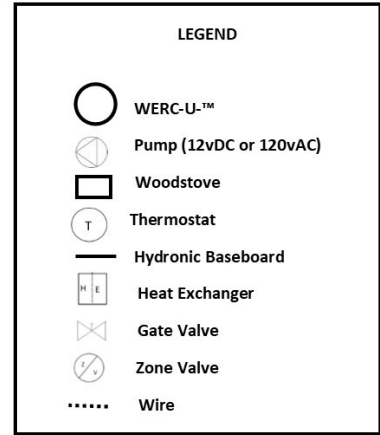 LEGEND
WERC-U-™
Pump (12vDC or 120vAC)
Woodstove
T Thermostat
Hydronic Baseboard
H E Heat Exchanger
Gate Valve
Z V Zone Valve
Wire